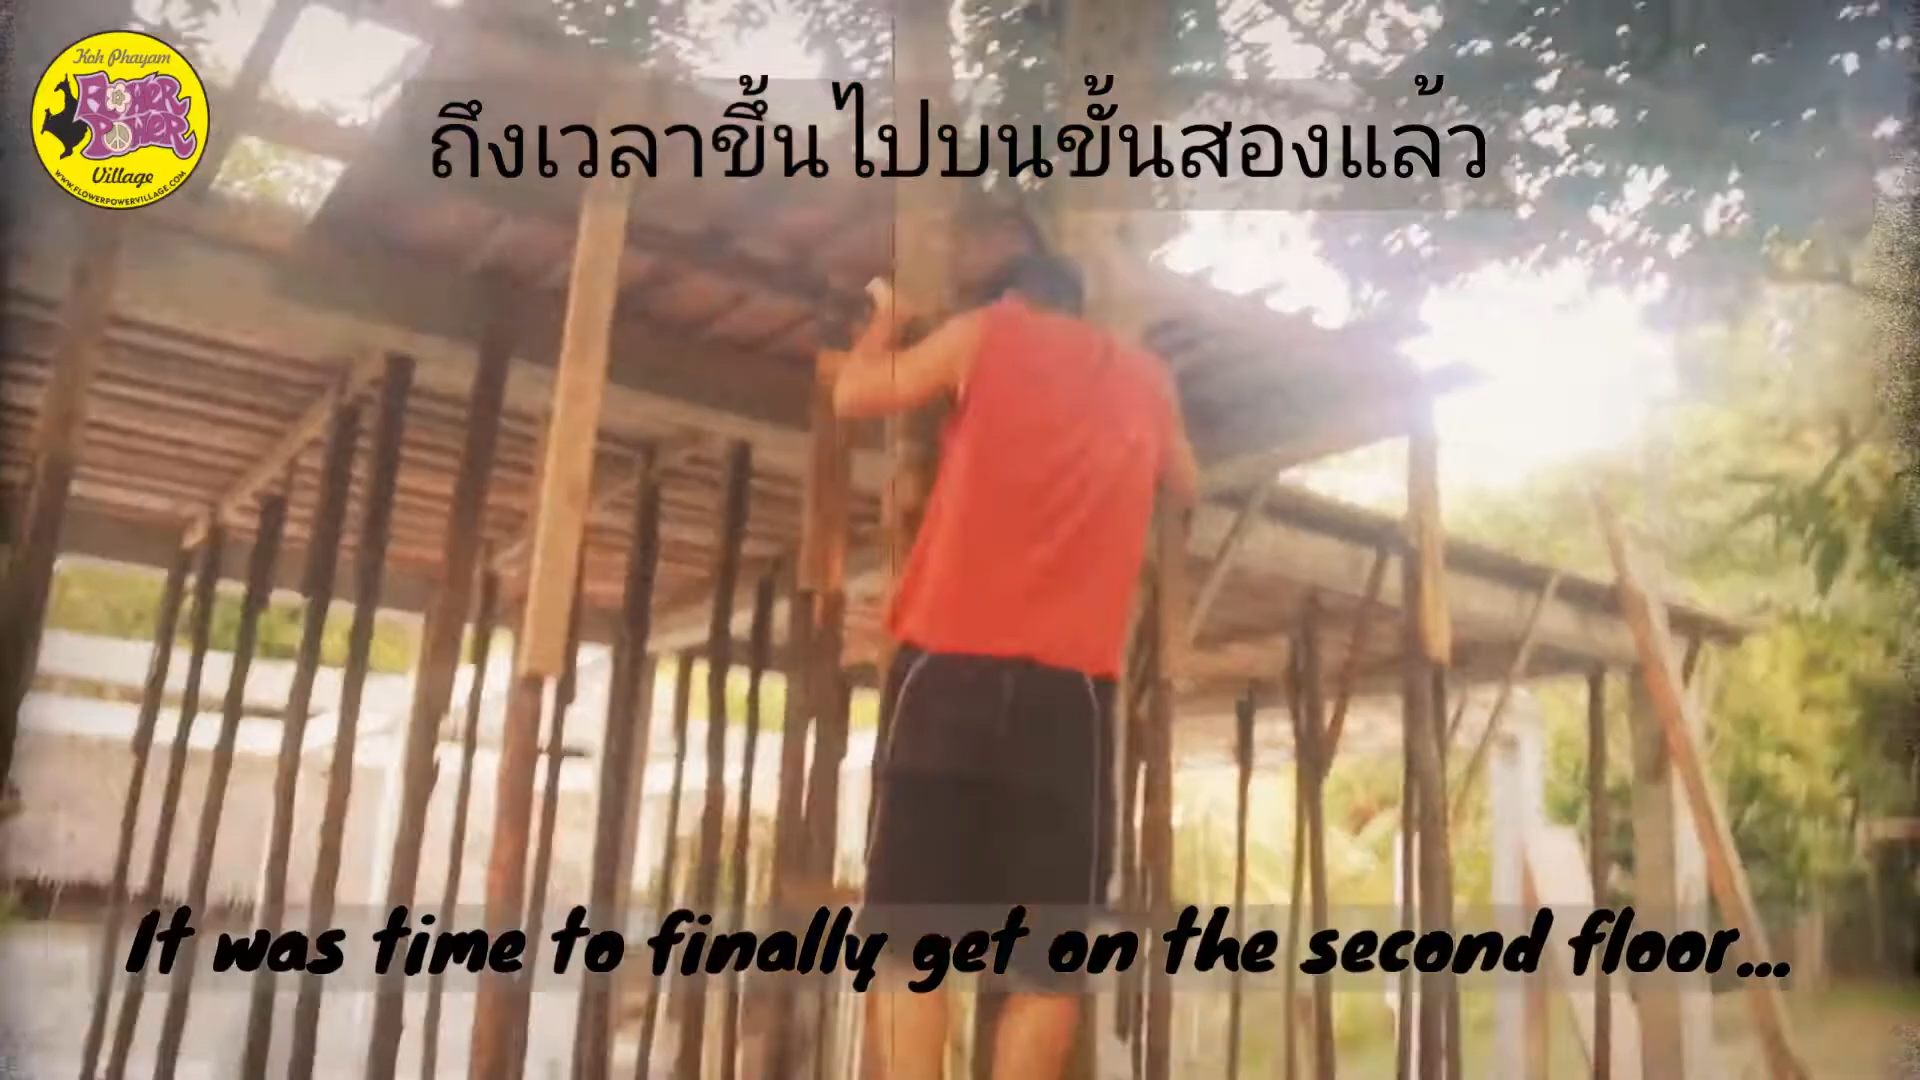 Koh Phayam
FLOWER
POWER
Village
WWW.FLOWERPOWERVILLAGE.COM
ถึงเวลาขึ้นไปบนขั้นสองแล้ว
It was time to finally get on the second floor...